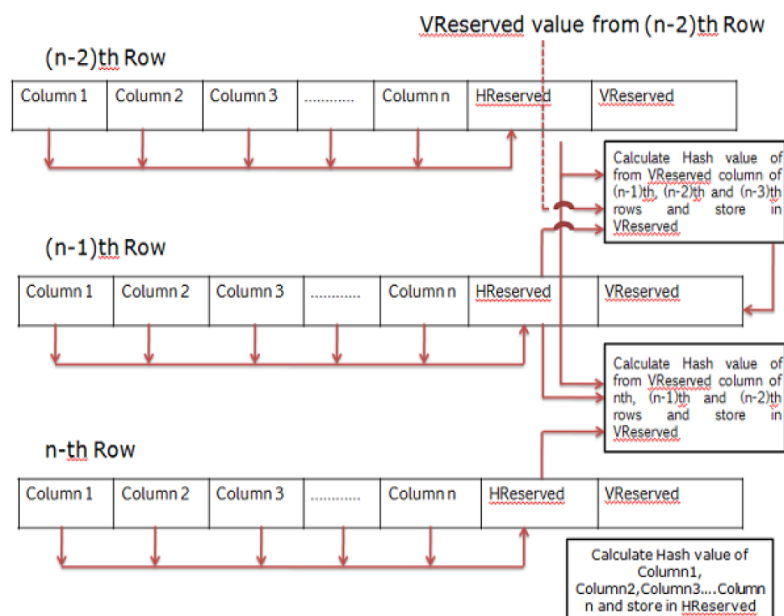 VReserved value from (n-2)th Row
(n-2)th Row
Column 1 Column 2 Column 3 ............ Column n HReserved VReserved
Calculate Hash value of
from VReserved column of
(n-1)th, (n-2)th and (n-3)th
rows and store in
VReserved
(n-1)th Row
Column 1 Column 2 Column 3 ............ Column n HReserved VReserved
Calculate Hash value of
from VReserved column of
nth, (n-1)th and (n-2)th
rows and store in
VReserved
n-th Row
Column 1 Column 2 Column 3 ............ Column n HReserved VReserved
Calculate Hash value of
Column1,
Column2,Column3....Column
n and store in HReserved